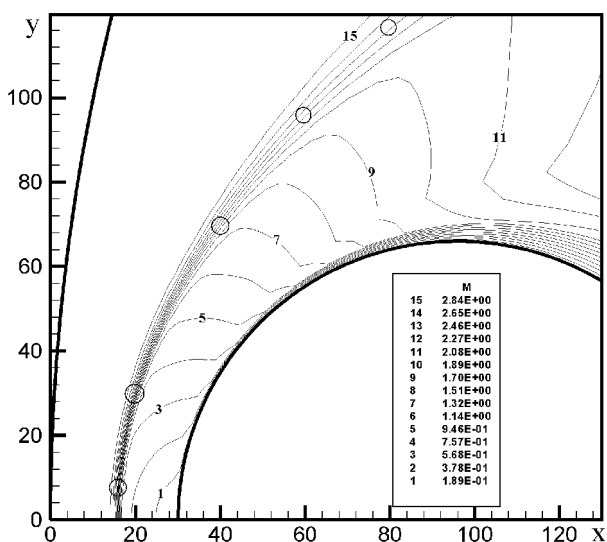 y
15
100
11
9
80
7
60
5
40
3
20
1
0
M
15 2.84E+00
14 2.65E+00
13 2.46E+00
12 2.27E+00
11 2.08E+00
10 1.89E+00
9 1.70E+00
8 1.51E+00
7 1.32E+00
6 1.14E+00
5 9.46E-01
4 7.57E-01
3 5.68E-01
2 3.78E-01
1 1.89E-01
0 20 40 60 80 100 120 x